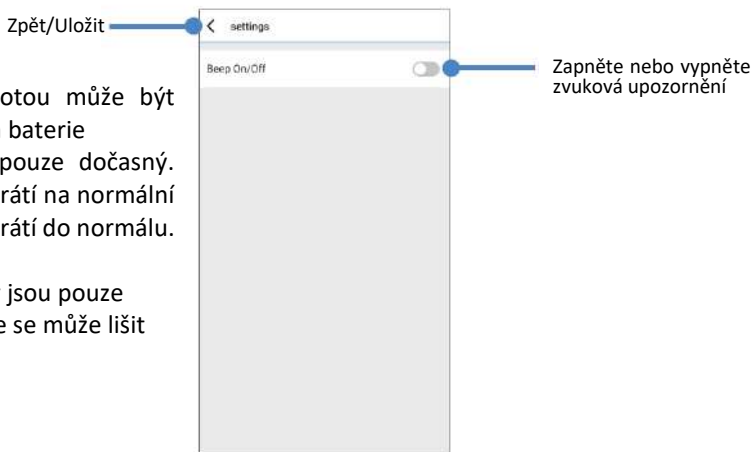 Zpět/Uložit
settings
Beep On/Off
Zapněte nebo vypněte
zvuková upozornění
otou může být
baterie
pouze dočasný.
rátí na normální
rátí do normálu.
jsou pouze
se může lišit